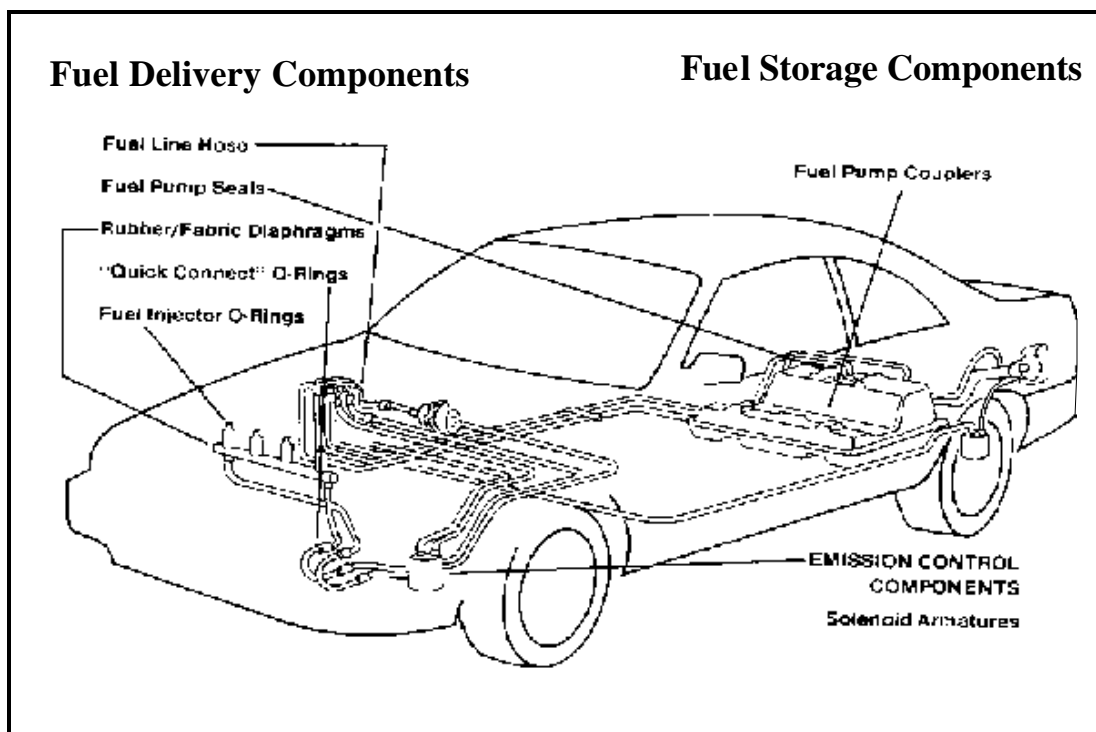 Fuel Delivery Components
Fuel Storage Components
Fuel Line Hose
Fuel Pump Seals
Rubber/Fabric Diaphragms
"Quick Connect" O-Rings
Fuel Injector O-Rings
Fuel Pump Couplers
EMISSION CONTROL
COMPONENTS
Solenoid Armatures